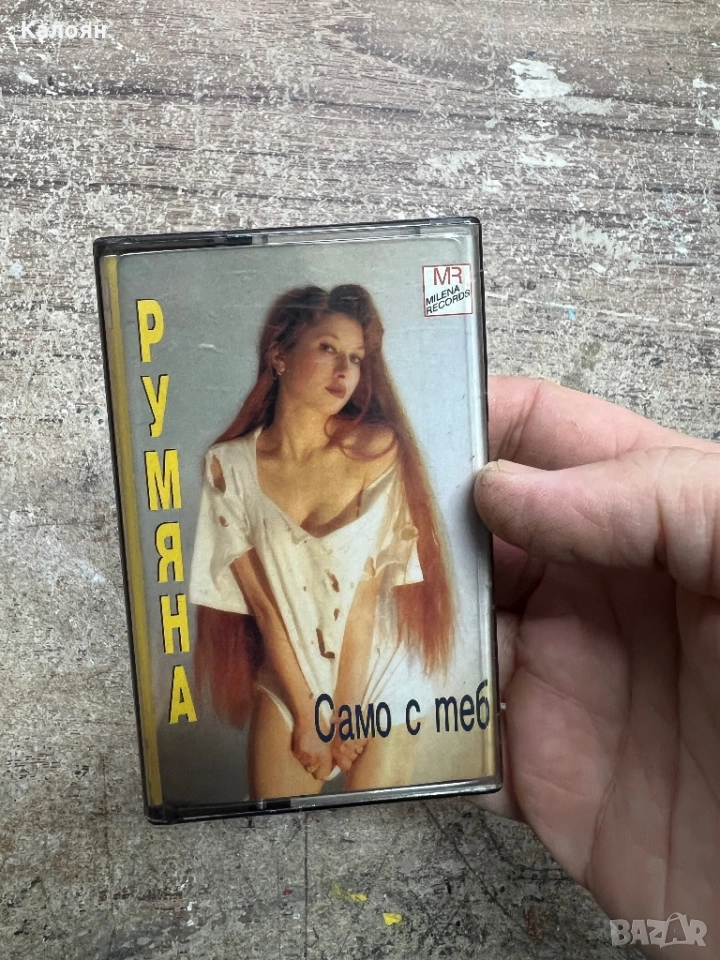 Калоян
MR
MILENA
RECORDS
РУМЯНА
Само с теб
BAZAR